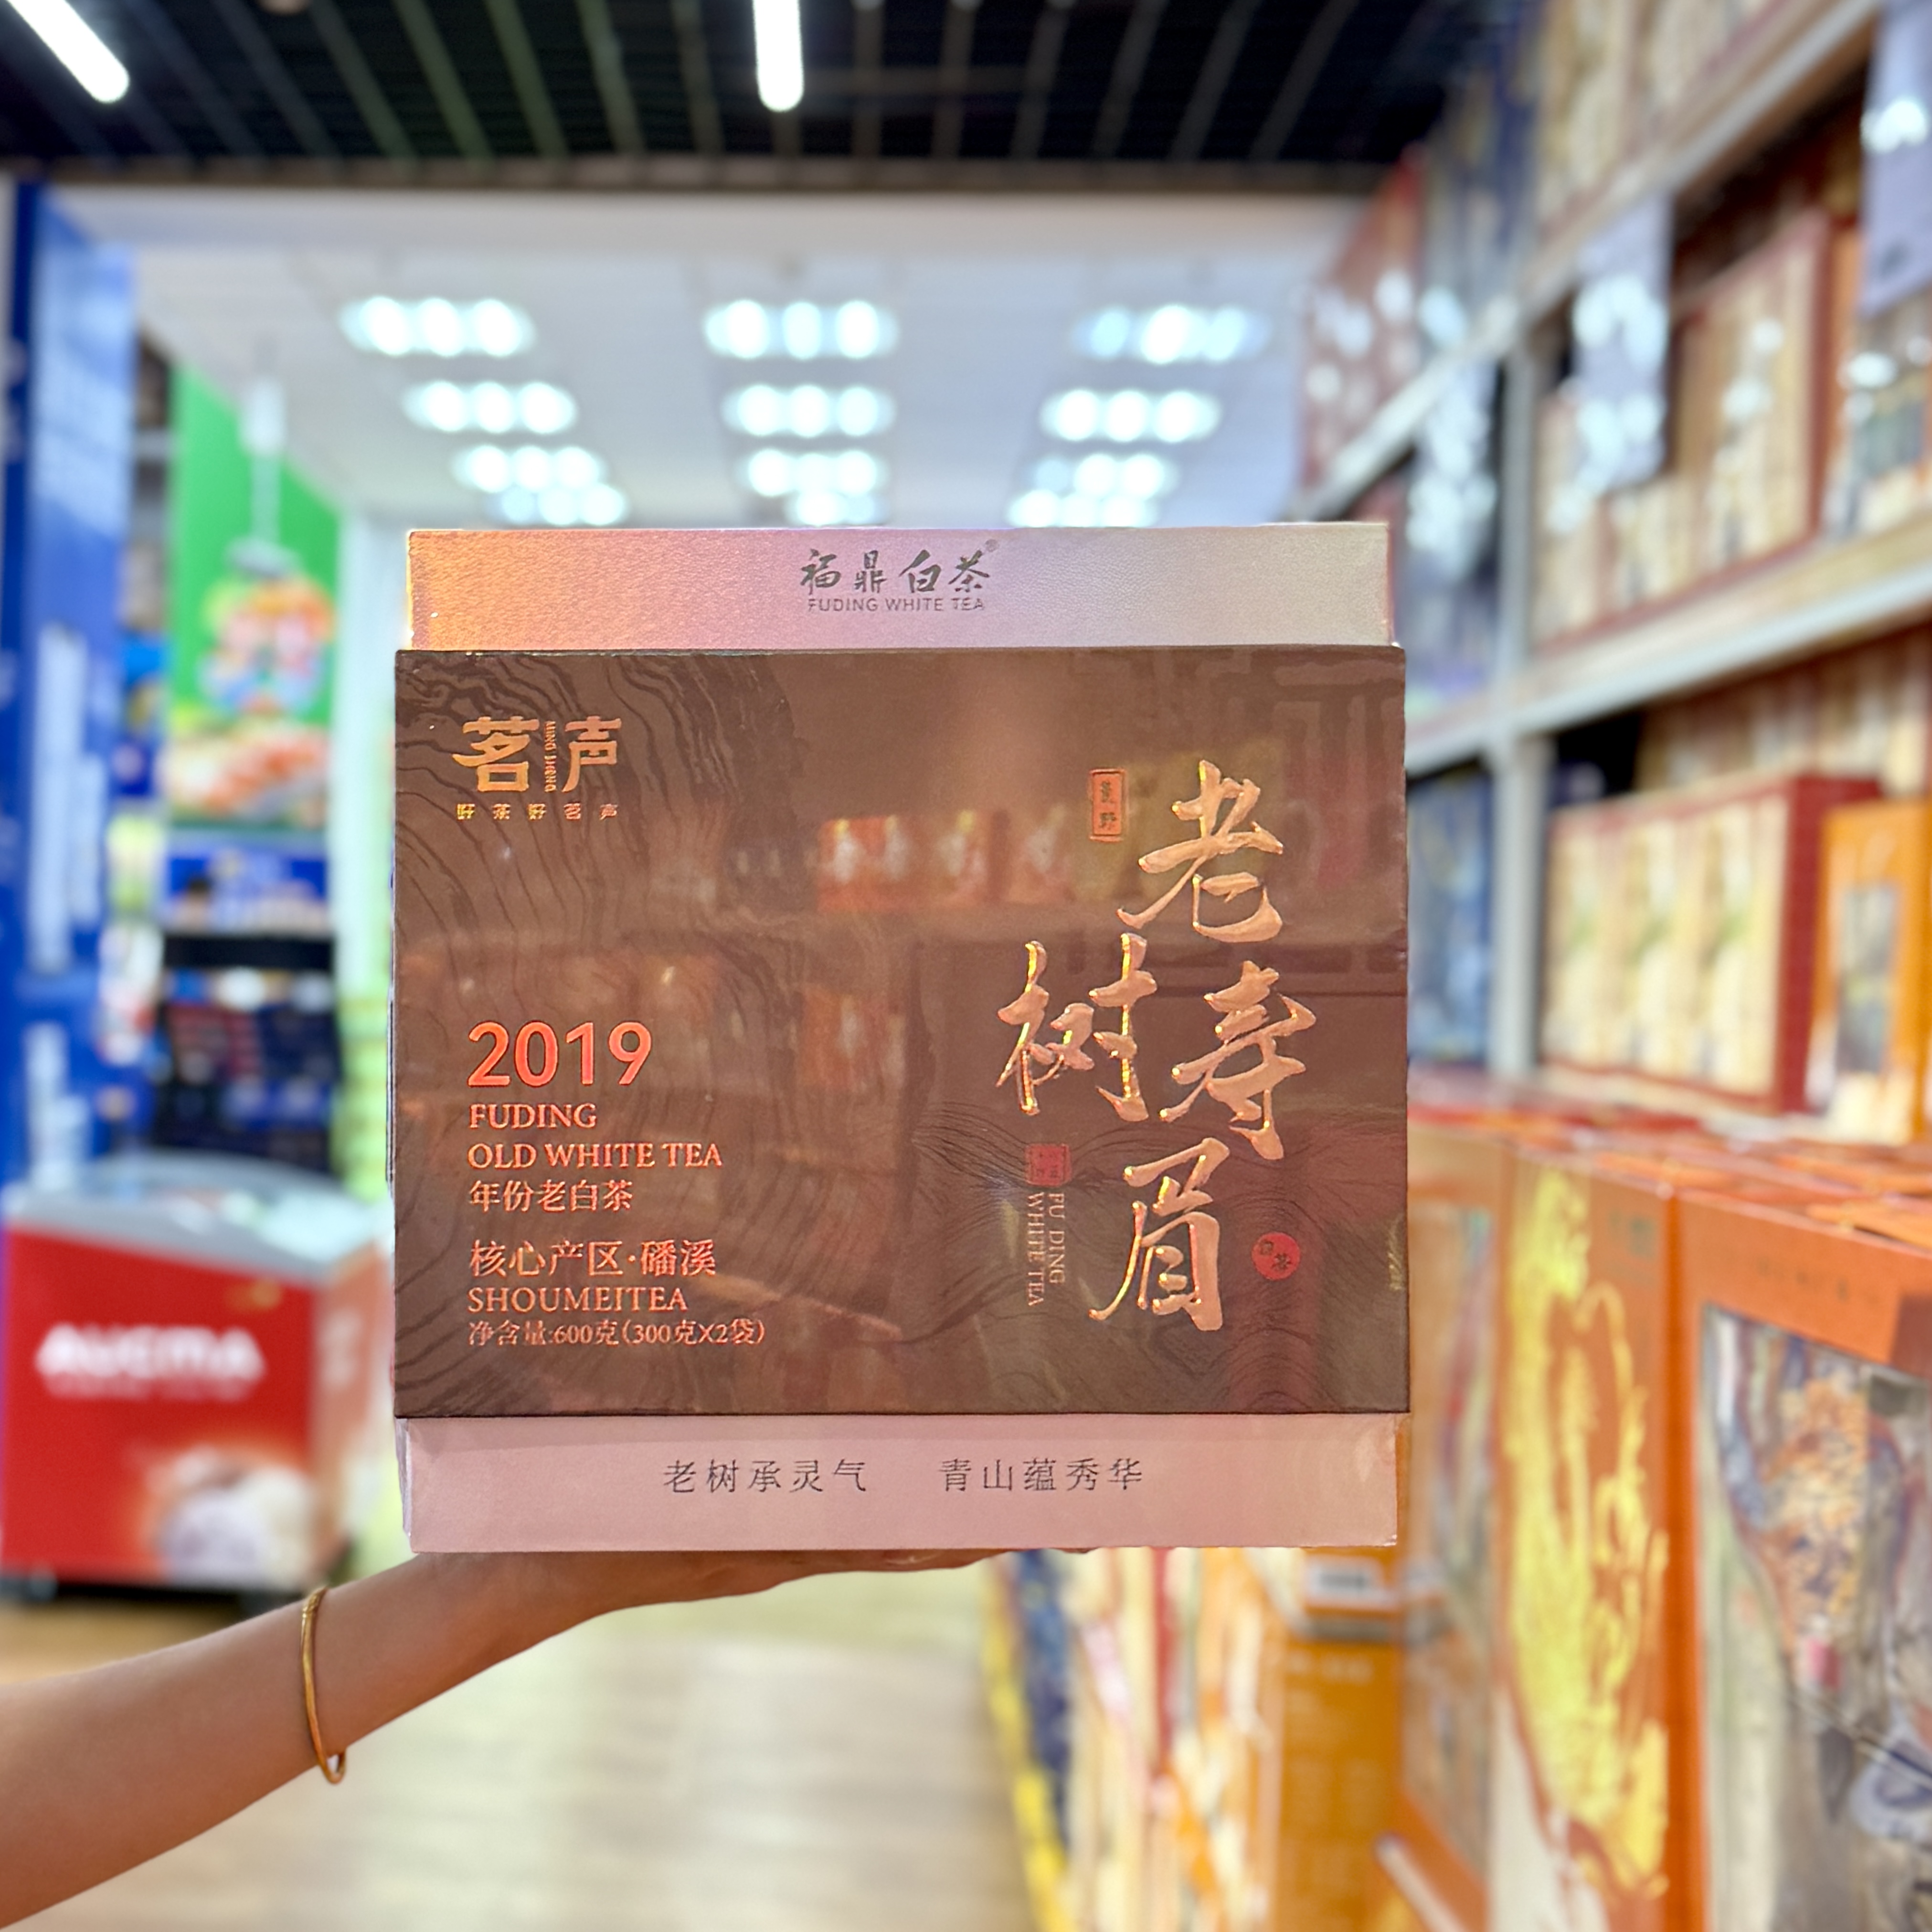 福鼎白茶®
FUDING WHITE TEA
茗声
MING SHENG
好茶好茗声
老寿眉
树
2019
FUDING
OLD WHITE TEA
年份老白茶
核心产区·磻溪
SHOUMEITEA
净含量:600克(300克X2袋)
FU DING
WHITE TEA
老树承灵气 青山蕴秀华
AUCMA